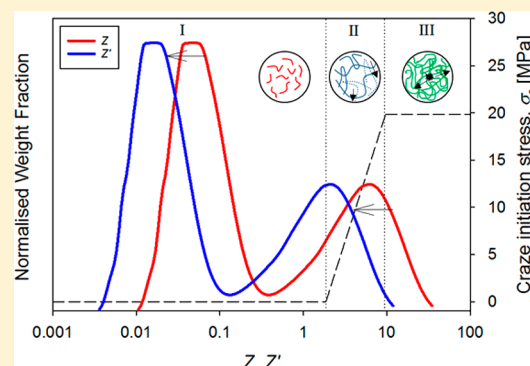 I
II
III
Z
Z'
Normalised Weight Fraction
Craze initiation stress, σ, [MPa]
30
25
20
15
10
5
0
0.001
0.01
0.1
1
10
100
Z, Z'